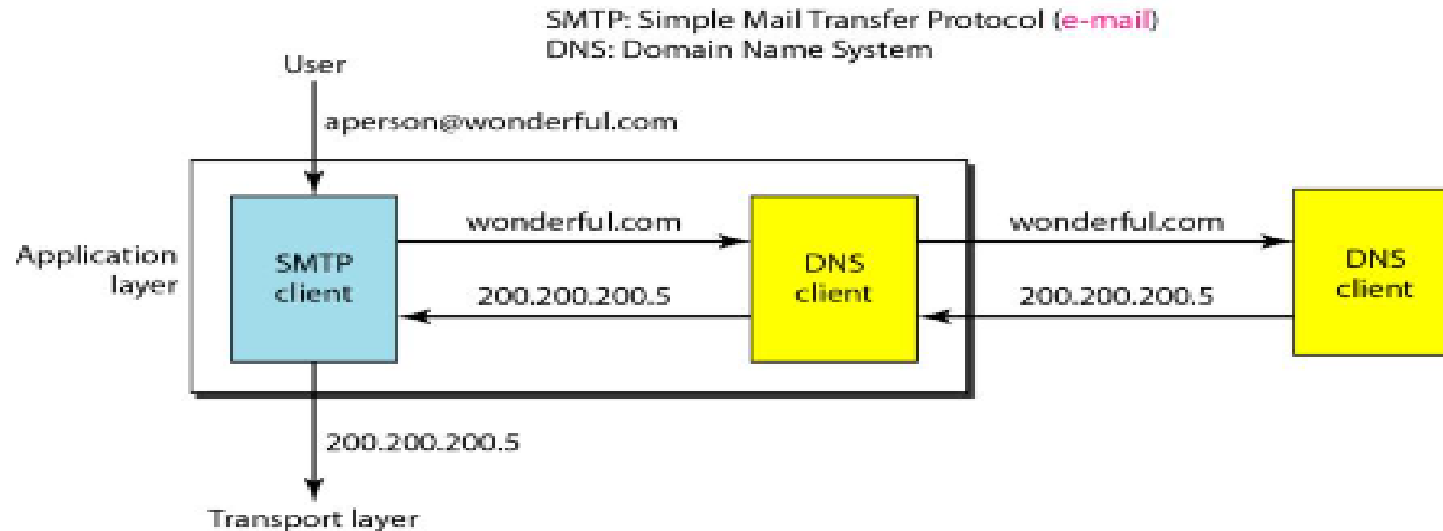 SMTP: Simple Mail Transfer Protocol (e-mail)
DNS: Domain Name System
User
aperson@wonderful.com
Application
layer
SMTP
client
wonderful.com
200.200.200.5
DNS
client
wonderful.com
200.200.200.5
DNS
client
200.200.200.5
Transport layer